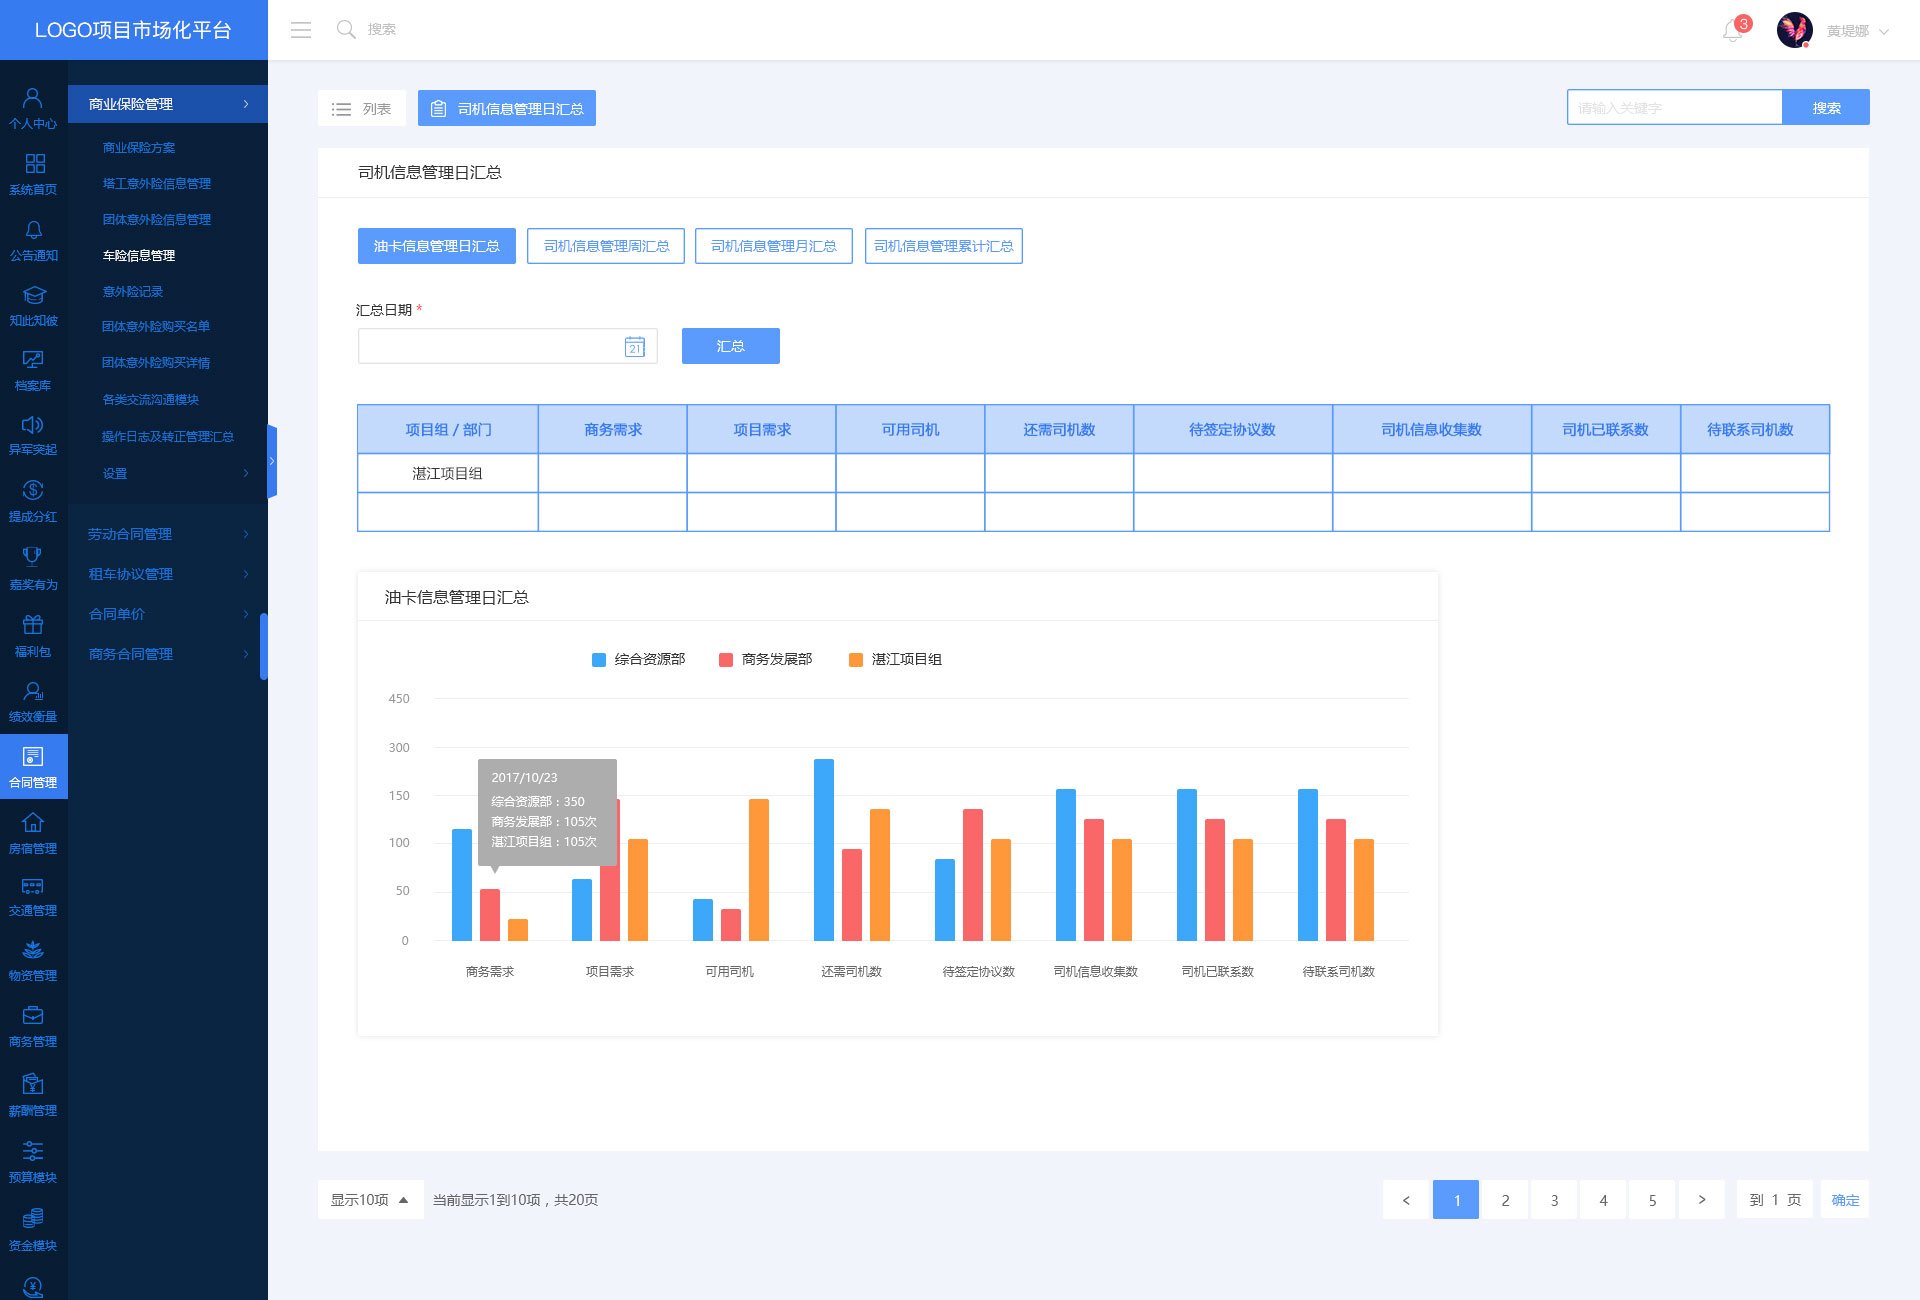 LOGO项目市场化平台
搜索
3
黄堤娜
个人中心
系统首页
公告通知
知此知彼
档案库
异军突起
提成分红
嘉奖有为
福利包
绩效衡量
合同管理
房宿管理
交通管理
物资管理
商务管理
薪酬管理
预算模块
资金模块
商业保险管理
商业保险方案
塔工意外险信息管理
团体意外险信息管理
车险信息管理
意外险记录
团体意外险购买名单
团体意外险购买详情
各类交流沟通模块
操作日志及转正管理汇总
设置
劳动合同管理
租车协议管理
合同单价
商务合同管理
列表
司机信息管理日汇总
请输入关键字
搜索
司机信息管理日汇总
油卡信息管理日汇总
司机信息管理周汇总
司机信息管理月汇总
司机信息管理累计汇总
汇总日期 *
21
汇总
项目组 / 部门 商务需求 项目需求 可用司机 还需司机数 待签定协议数 司机信息收集数 司机已联系数 待联系司机数
湛江项目组
油卡信息管理日汇总
综合资源部 商务发展部 湛江项目组
450
300
150
100
50
0
2017/10/23
综合资源部：350
商务发展部：105次
湛江项目组：105次
商务需求 项目需求 可用司机 还需司机数 待签定协议数 司机信息收集数 司机已联系数 待联系司机数
显示10项
当前显示1到10项，共20页
< 1 2 3 4 5 >
到 1 页
确定